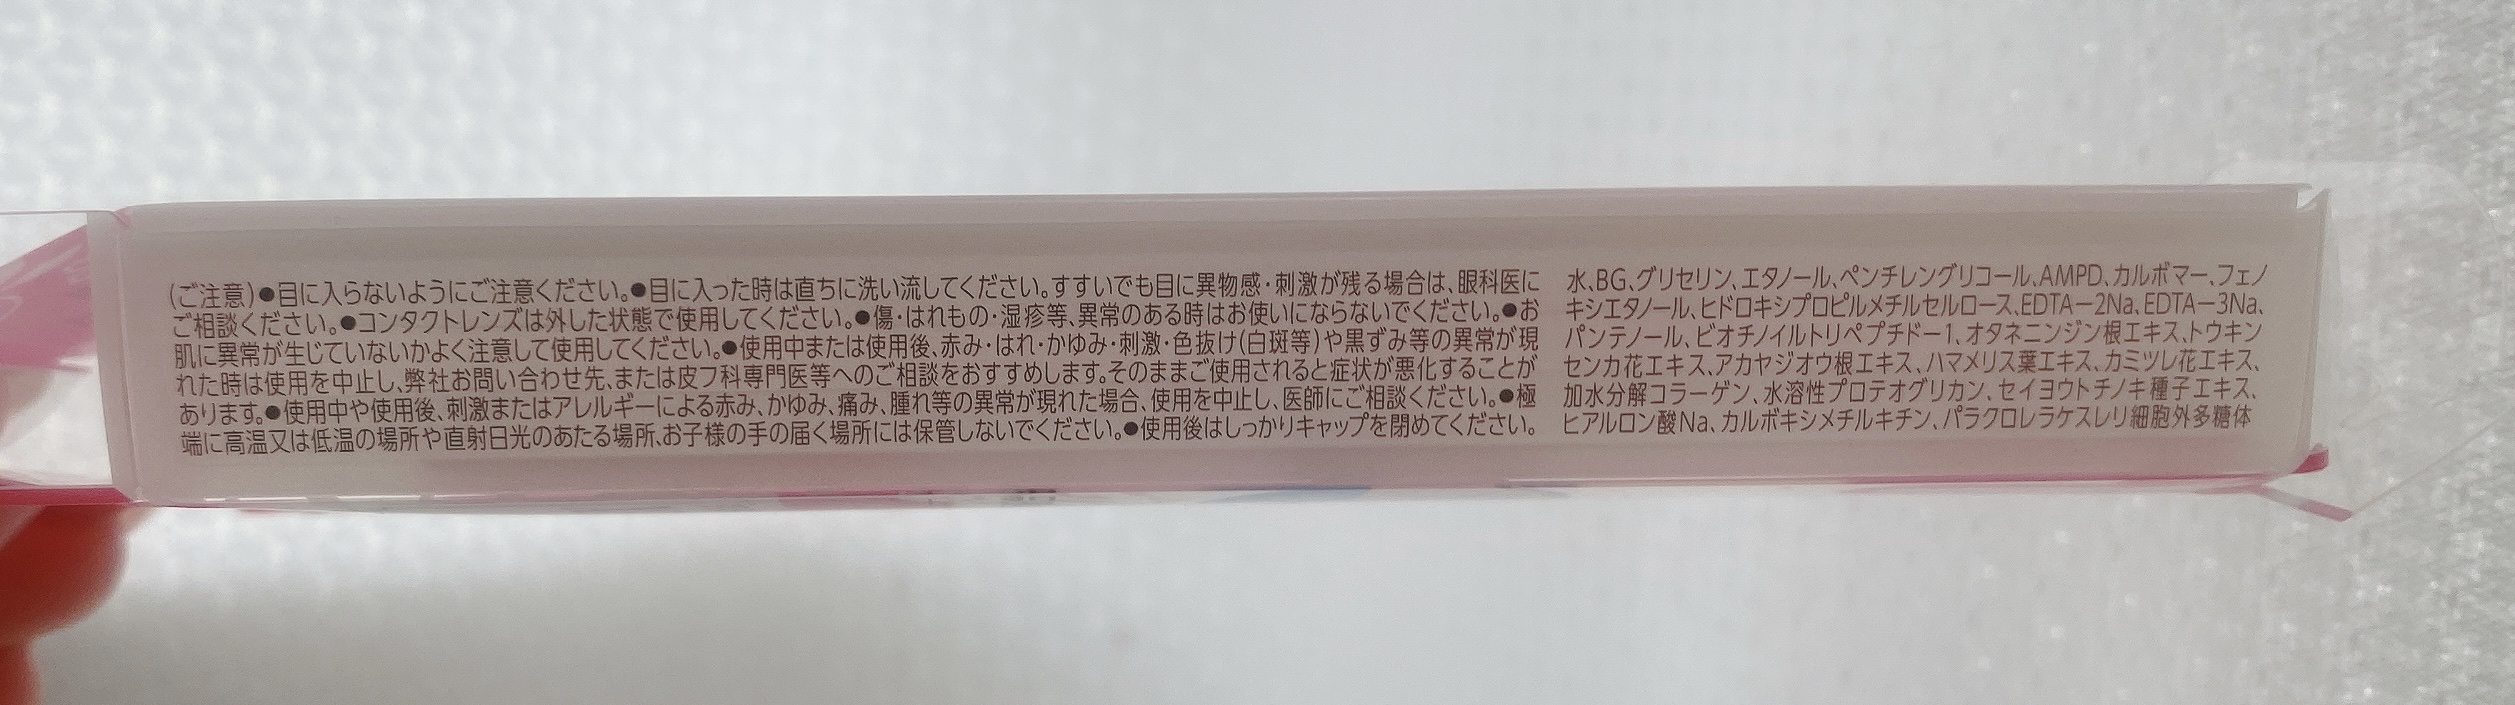 (ご注意)●目に入らないようにご注意ください。●目に入った時は直ちに洗い流してください。すすいでも目に異物感・刺激が残る場合は、眼科医に
ご相談ください。●コンタクトレンズは外した状態で使用してください。●傷・はれもの・湿疹等、異常のある時はお使いにならないでください。●お
肌に異常が生じていないかよく注意して使用してください。●使用中または使用後、赤み・はれ・かゆみ・刺激・色抜け(白斑等)や黒ずみ等の異常が現
れた時は使用を中止し、弊社お問い合わせ先、または皮フ科専門医等へのご相談をおすすめします。そのままご使用されると症状が悪化することが
あります。●使用中や使用後、刺激またはアレルギーによる赤み、かゆみ、痛み、腫れ等の異常が現れた場合、使用を中止し、医師にご相談ください。●極
端に高温又は低温の場所や直射日光のあたる場所、お子様の手の届く場所には保管しないでください。●使用後はしっかりキャップを閉めてください。
水、BG、グリセリン、エタノール、ペンチレングリコール、AMPD、カルボマー、フェノ
キシエタノール、ヒドロキシプロピルメチルセルロース、EDTAー2Na、EDTAー3Na、
パンテノール、ビオチノイルトリペプチドー1、オタネニンジン根エキス、トウキン
センカ花エキス、アカヤジオウ根エキス、ハマメリス葉エキス、カミツレ花エキス、
加水分解コラーゲン、水溶性プロテオグリカン、セイヨウトチノキ種子エキス、
ヒアルロン酸Na、カルボキシメチルキチン、パラクロレラケスレリ細胞外多糖体